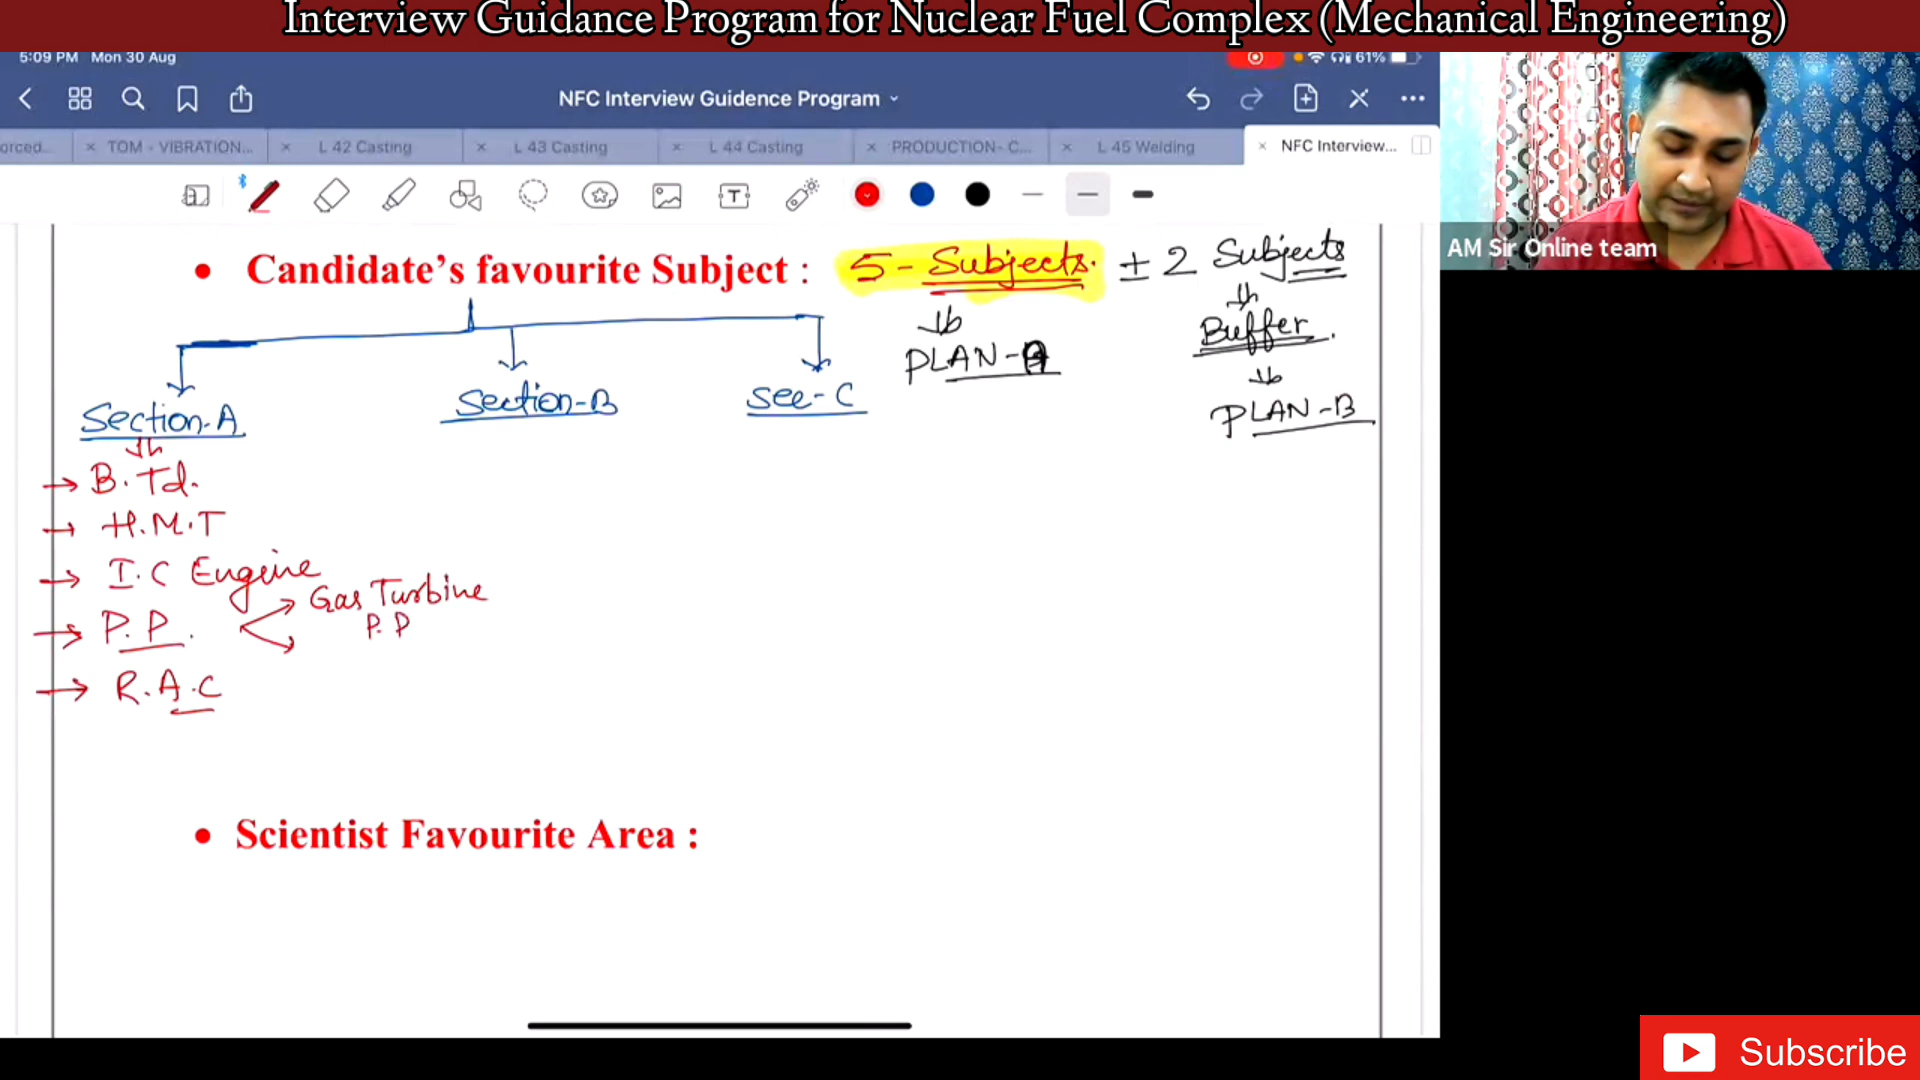 Interview Guidance Program for Nuclear Fuel Complex (Mechanical Engineering)
5:09 PM Mon 30 Aug
61%
NFC Interview Guidence Program
orced...
TOM - VIBRATION...
L 42 Casting
L 43 Casting
L 44 Casting
PRODUCTION- C...
L 45 Welding
NFC Interview...
AM Sir Online team
• Candidate's favourite Subject : 5 - Subjects. ± 2 Subjects
Buffer.
PLAN-A
PLAN-B
Section-A Section-B Sec-C
→ B.Td.
→ H.M.T
→ I.C Engine
Gas Turbine
P.P
→ P.P.
→ R.A.C
• Scientist Favourite Area :
Subscribe